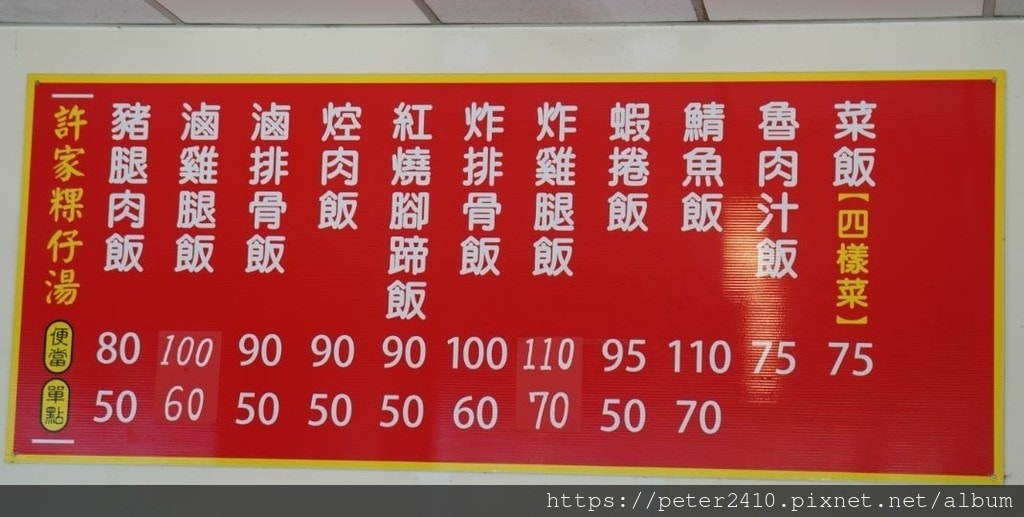 許家粿仔湯
便當
單點
豬腿肉飯
80
50
滷雞腿飯
100
60
滷排骨飯
90
50
焢肉飯
90
50
紅燒腳蹄飯
90
50
炸排骨飯
100
60
炸雞腿飯
110
70
蝦捲飯
95
50
鯖魚飯
110
70
魯肉汁飯
75
菜飯【四樣菜】
75
https://peter2410.pixnet.net/album